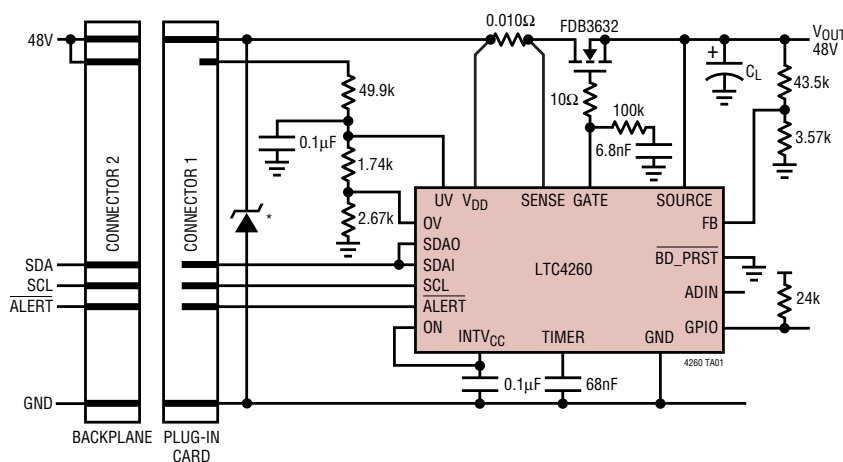 0.010Ω
FDB3632
48V
VOUT
48V
+
CL
43.5k
49.9k
10Ω
100k
0.1µF
6.8nF
3.57k
1.74k
2.67k
*
CONNECTOR 2
CONNECTOR 1
UV
VDD
SENSE
GATE
SOURCE
OV
FB
SDAO
SDA
SDAI
LTC4260
BD_PRST
SCL
SCL
ADIN
ALERT
ALERT
24k
ON
GPIO
INTVCC
TIMER
GND
4260 TA01
0.1µF
68nF
GND
BACKPLANE
PLUG-IN
CARD